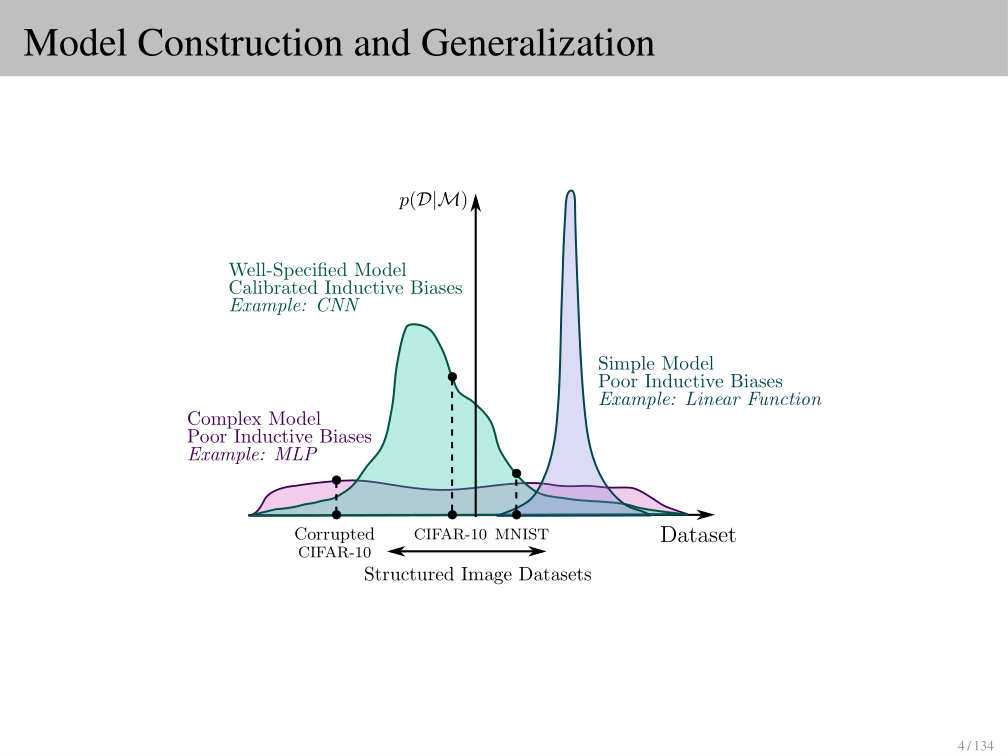 Model Construction and Generalization
p(𝒟|ℳ)
Well-Specified Model
Calibrated Inductive Biases
Example: CNN
Simple Model
Poor Inductive Biases
Example: Linear Function
Complex Model
Poor Inductive Biases
Example: MLP
Corrupted
CIFAR-10
CIFAR-10
MNIST
Dataset
Structured Image Datasets
4 / 134